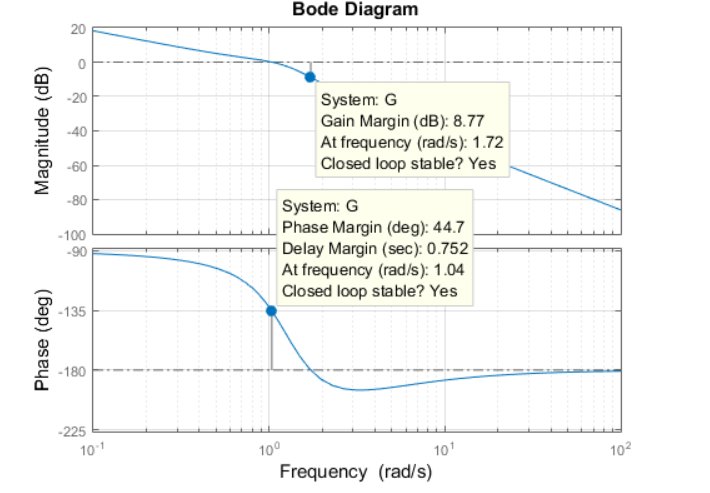 Bode Diagram
Magnitude (dB)
20
0
-20
-40
-60
-80
-100
System: G
Gain Margin (dB): 8.77
At frequency (rad/s): 1.72
Closed loop stable? Yes
System: G
Phase Margin (deg): 44.7
Delay Margin (sec): 0.752
At frequency (rad/s): 1.04
Closed loop stable? Yes
Phase (deg)
-90
-135
-180
-225
10⁻¹ 10⁰ 10¹ 10²
Frequency (rad/s)